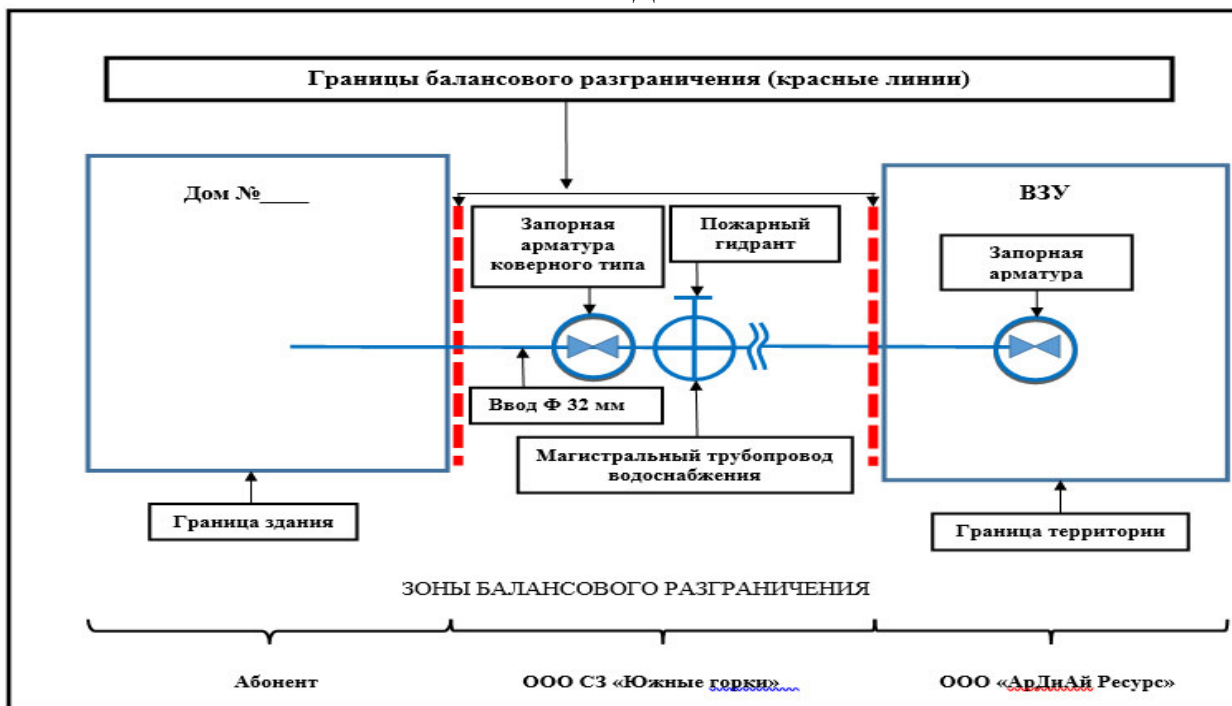 Границы балансового разграничения (красные линии)
Дом №____
ВЗУ
Запорная
арматура
коверного типа
Пожарный
гидрант
Запорная
арматура
Ввод Ф 32 мм
Магистральный трубопровод
водоснабжения
Граница здания
Граница территории
ЗОНЫ БАЛАНСОВОГО РАЗГРАНИЧЕНИЯ
Абонент
ООО СЗ «Южные горки»
ООО «АрДиАй Ресурс»